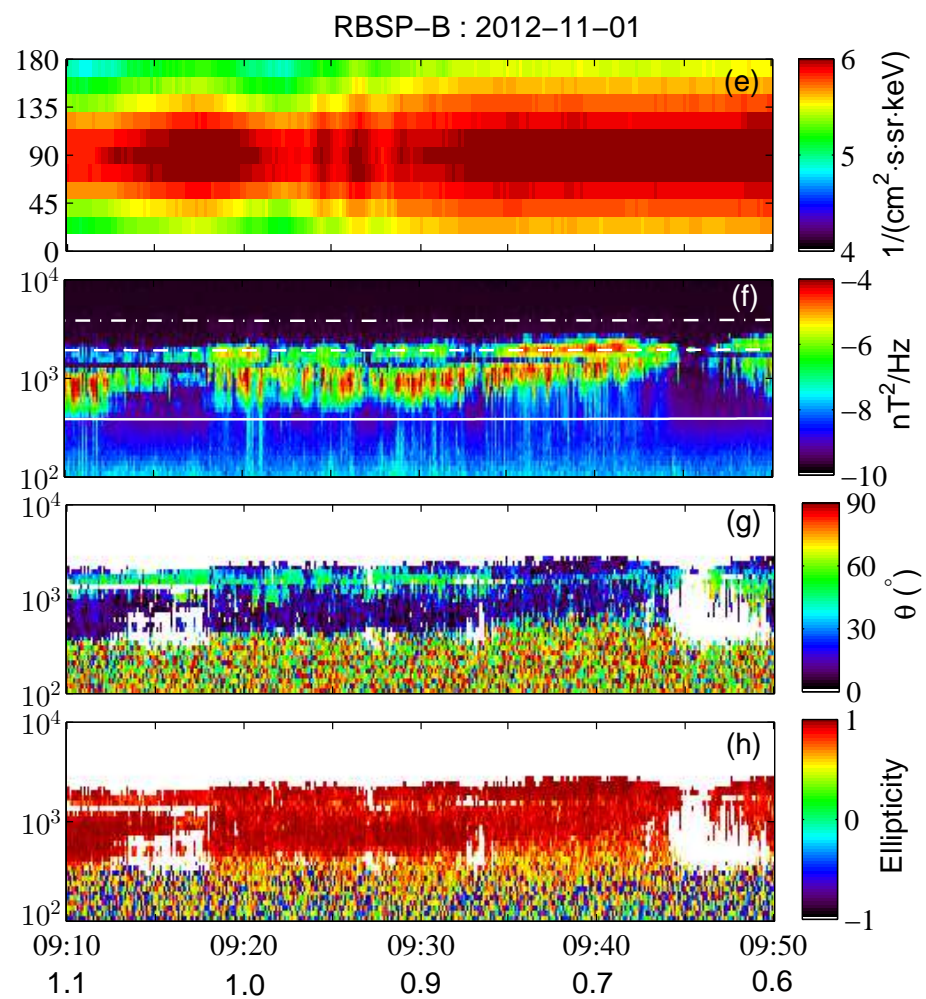 RBSP−B : 2012−11−01
180
135
90
45
0
(e)
6
5
4
1/(cm²·s·sr·keV)
10⁴
10³
10²
(f)
−4
−6
−8
−10
nT²/Hz
10⁴
10³
10²
(g)
90
60
30
0
θ (°)
10⁴
10³
10²
(h)
1
0
−1
Ellipticity
09:10 09:20 09:30 09:40 09:50
1.1 1.0 0.9 0.7 0.6